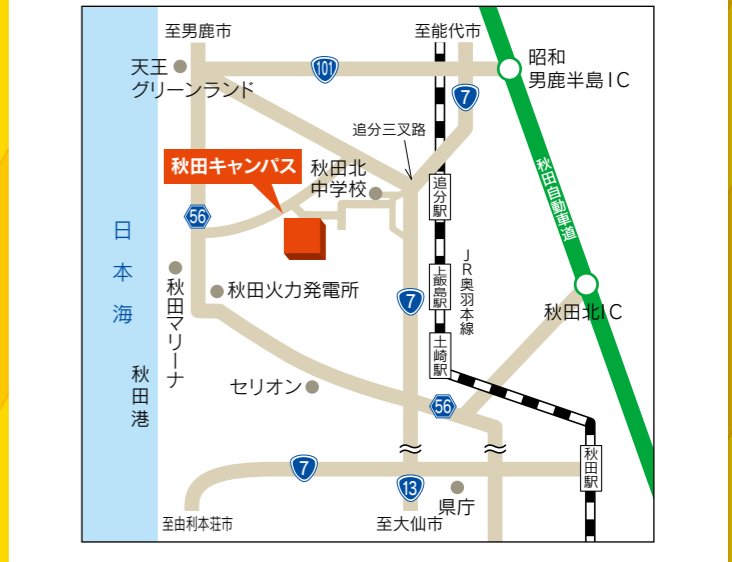 至男鹿市
至能代市
天王
グリーンランド
101
7
昭和
男鹿半島IC
追分三叉路
秋田キャンパス
秋田北
中学校
追分駅
秋田自動車道
56
日本海
秋田マリーナ
秋田火力発電所
7
上飯島駅
JR奥羽本線
秋田北IC
土崎駅
秋田港
セリオン
56
7
13
県庁
秋田駅
至由利本荘市
至大仙市